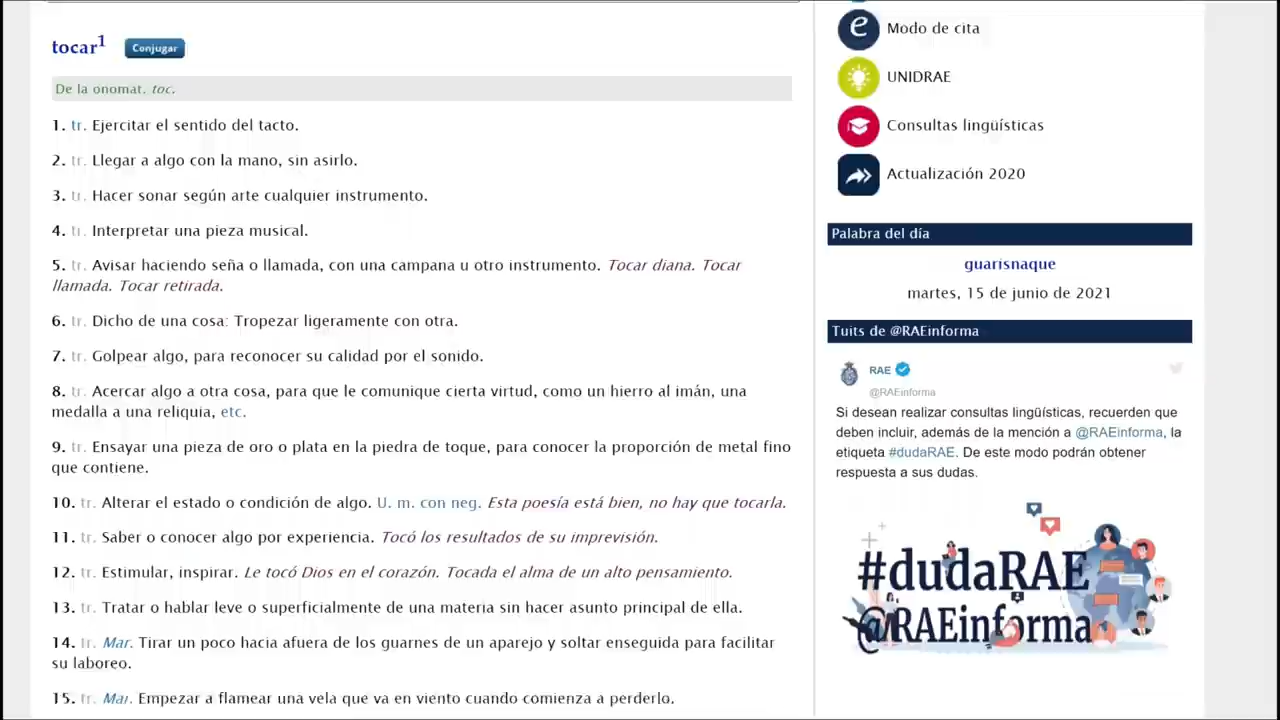 tocar1 Conjugar
De la onomat. toc.
1. tr. Ejercitar el sentido del tacto.
2. tr. Llegar a algo con la mano, sin asirlo.
3. tr. Hacer sonar según arte cualquier instrumento.
4. tr. Interpretar una pieza musical.
5. tr. Avisar haciendo seña o llamada, con una campana u otro instrumento. Tocar diana. Tocar
llamada. Tocar retirada.
6. tr. Dicho de una cosa: Tropezar ligeramente con otra.
7. tr. Golpear algo, para reconocer su calidad por el sonido.
8. tr. Acercar algo a otra cosa, para que le comunique cierta virtud, como un hierro al imán, una
medalla a una reliquia, etc.
9. tr. Ensayar una pieza de oro o plata en la piedra de toque, para conocer la proporción de metal fino
que contiene.
10. tr. Alterar el estado o condición de algo. U. m. con neg. Esta poesía está bien, no hay que tocarla.
11. tr. Saber o conocer algo por experiencia. Tocó los resultados de su imprevisión.
12. tr. Estimular, inspirar. Le tocó Dios en el corazón. Tocada el alma de un alto pensamiento.
13. tr. Tratar o hablar leve o superficialmente de una materia sin hacer asunto principal de ella.
14. tr. Mar. Tirar un poco hacia afuera de los guarnes de un aparejo y soltar enseguida para facilitar
su laboreo.
15. tr. Mar. Empezar a flamear una vela que va en viento cuando comienza a perderlo.
e Modo de cita
UNIDRAE
Consultas lingüísticas
Actualización 2020
Palabra del día
guarisnaque
martes, 15 de junio de 2021
Tuits de @RAEinforma
RAE
@RAEinforma
Si desean realizar consultas lingüísticas, recuerden que
deben incluir, además de la mención a @RAEinforma, la
etiqueta #dudaRAE. De este modo podrán obtener
respuesta a sus dudas.
#dudaRAE
@RAEinforma